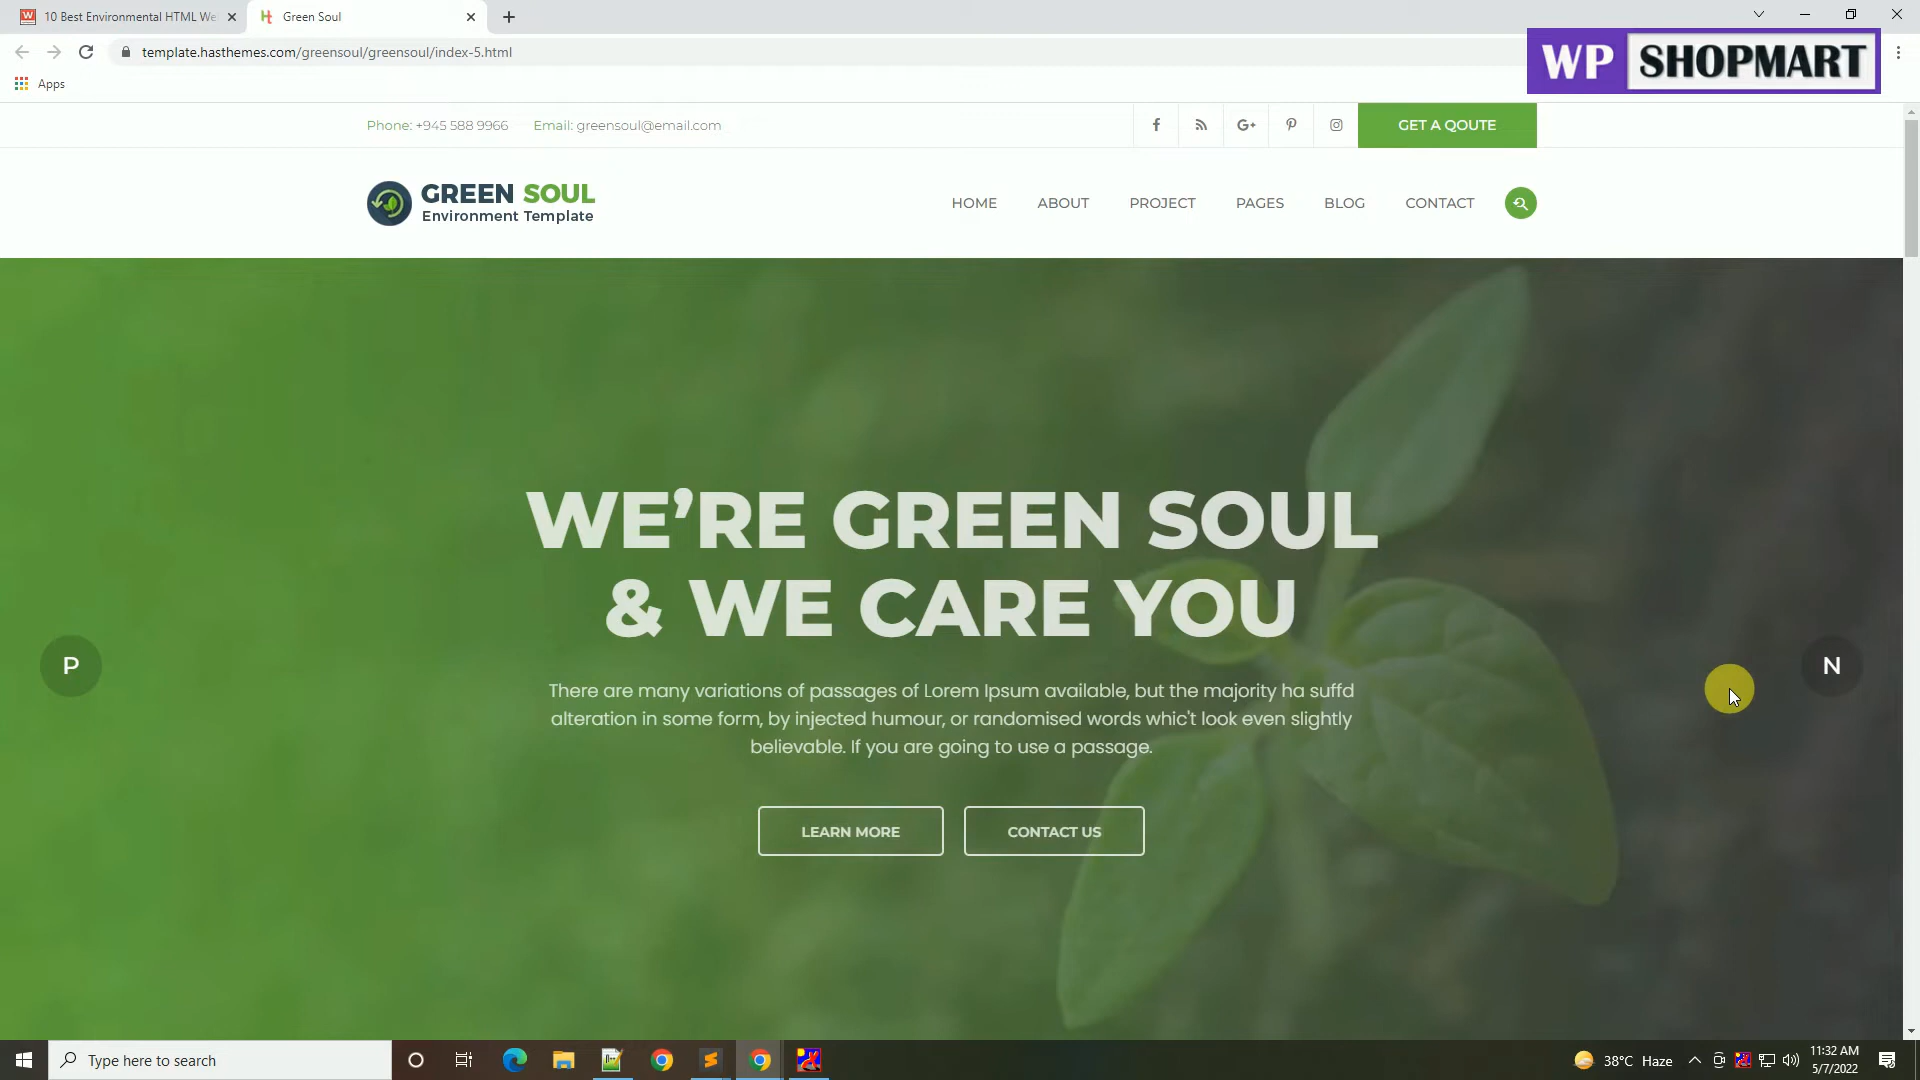 10 Best Environmental HTML We
Green Soul
template.hasthemes.com/greensoul/greensoul/index-5.html
WP SHOPMART
Apps
Phone: +945 588 9966 Email: greensoul@email.com
GET A QOUTE
GREEN SOUL
Environment Template
HOME ABOUT PROJECT PAGES BLOG CONTACT
WE’RE GREEN SOUL
& WE CARE YOU
P
N
There are many variations of passages of Lorem Ipsum available, but the majority ha suffd
alteration in some form, by injected humour, or randomised words whic't look even slightly
believable. If you are going to use a passage.
LEARN MORE CONTACT US
Type here to search
38°C Haze
11:32 AM
5/7/2022